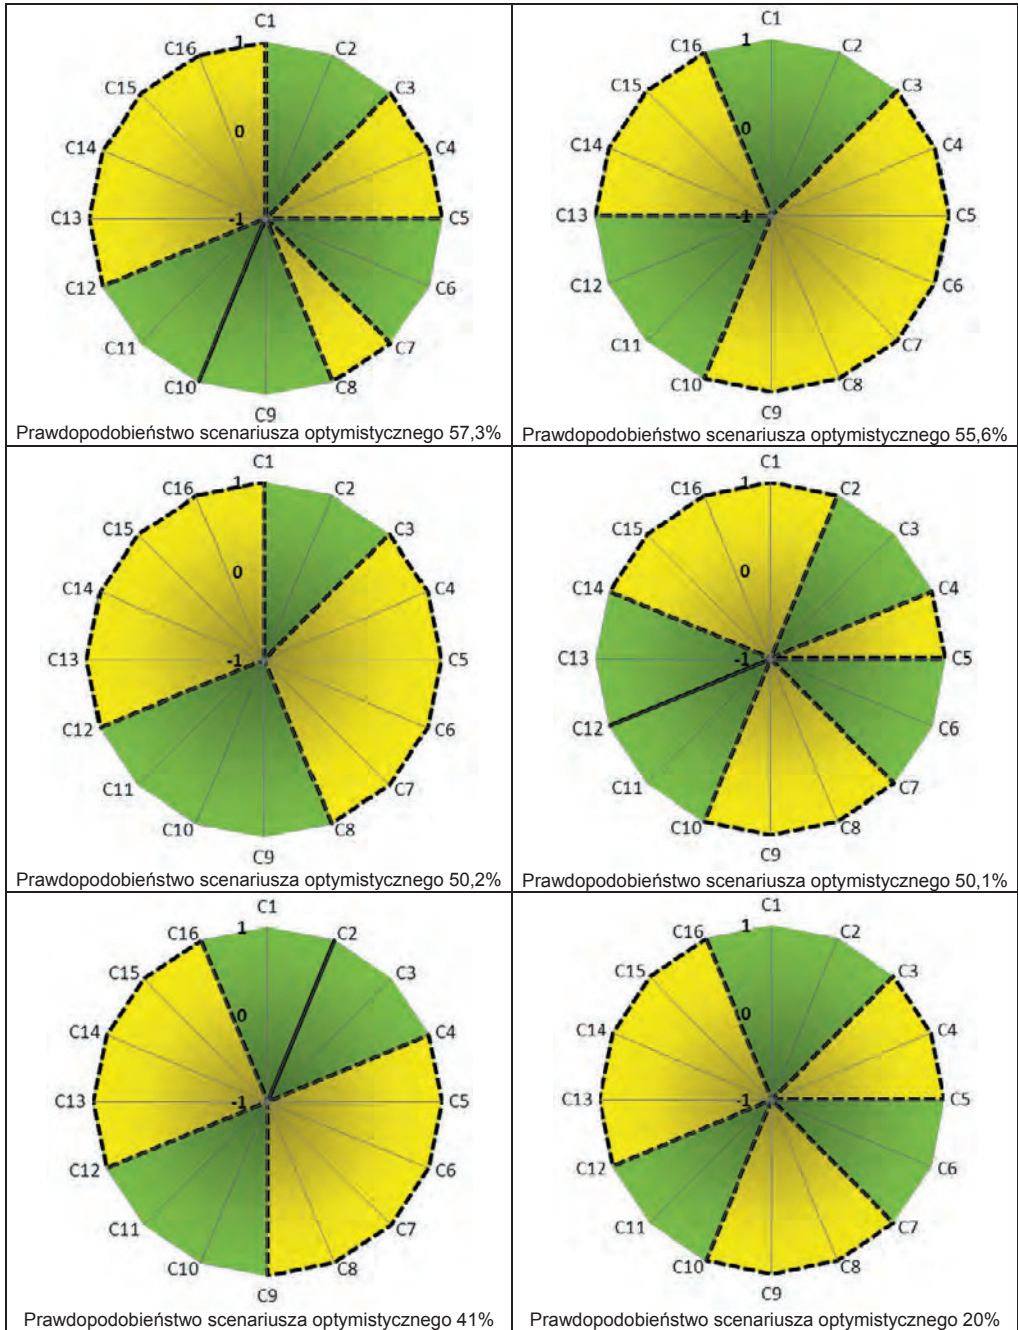 C1
C16 1 C2
C15 C3
C14 0 C4
C13 -1 C5
C12 C6
C11 C7
C10 C8
C9
Prawdopodobieństwo scenariusza optymistycznego 57,3%
C1
C16 1 C2
C15 C3
C14 0 C4
C13 -1 C5
C12 C6
C11 C7
C10 C8
C9
Prawdopodobieństwo scenariusza optymistycznego 55,6%
C1
C16 1 C2
C15 C3
C14 0 C4
C13 -1 C5
C12 C6
C11 C7
C10 C8
C9
Prawdopodobieństwo scenariusza optymistycznego 50,2%
C1
C16 1 C2
C15 C3
C14 0 C4
C13 -1 C5
C12 C6
C11 C7
C10 C8
C9
Prawdopodobieństwo scenariusza optymistycznego 50,1%
C1
C16 1 C2
C15 C3
C14 0 C4
C13 -1 C5
C12 C6
C11 C7
C10 C8
C9
Prawdopodobieństwo scenariusza optymistycznego 41%
C1
C16 1 C2
C15 C3
C14 0 C4
C13 -1 C5
C12 C6
C11 C7
C10 C8
C9
Prawdopodobieństwo scenariusza optymistycznego 20%